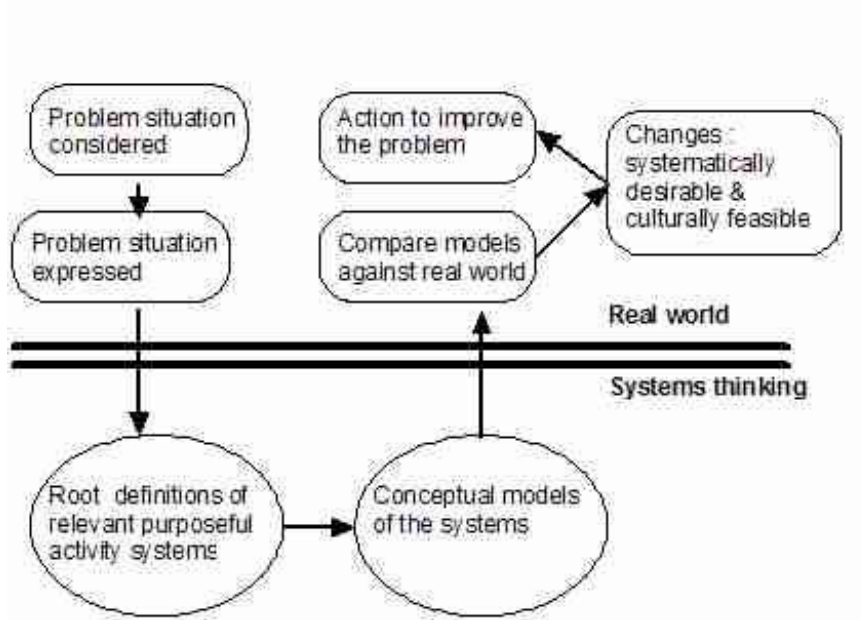 Problem situation
considered
Problem situation
expressed
Root definitions of
relevant purposeful
activity systems
Conceptual models
of the systems
Compare models
against real world
Changes :
systematically
desirable &
culturally feasible
Action to improve
the problem
Real world
Systems thinking